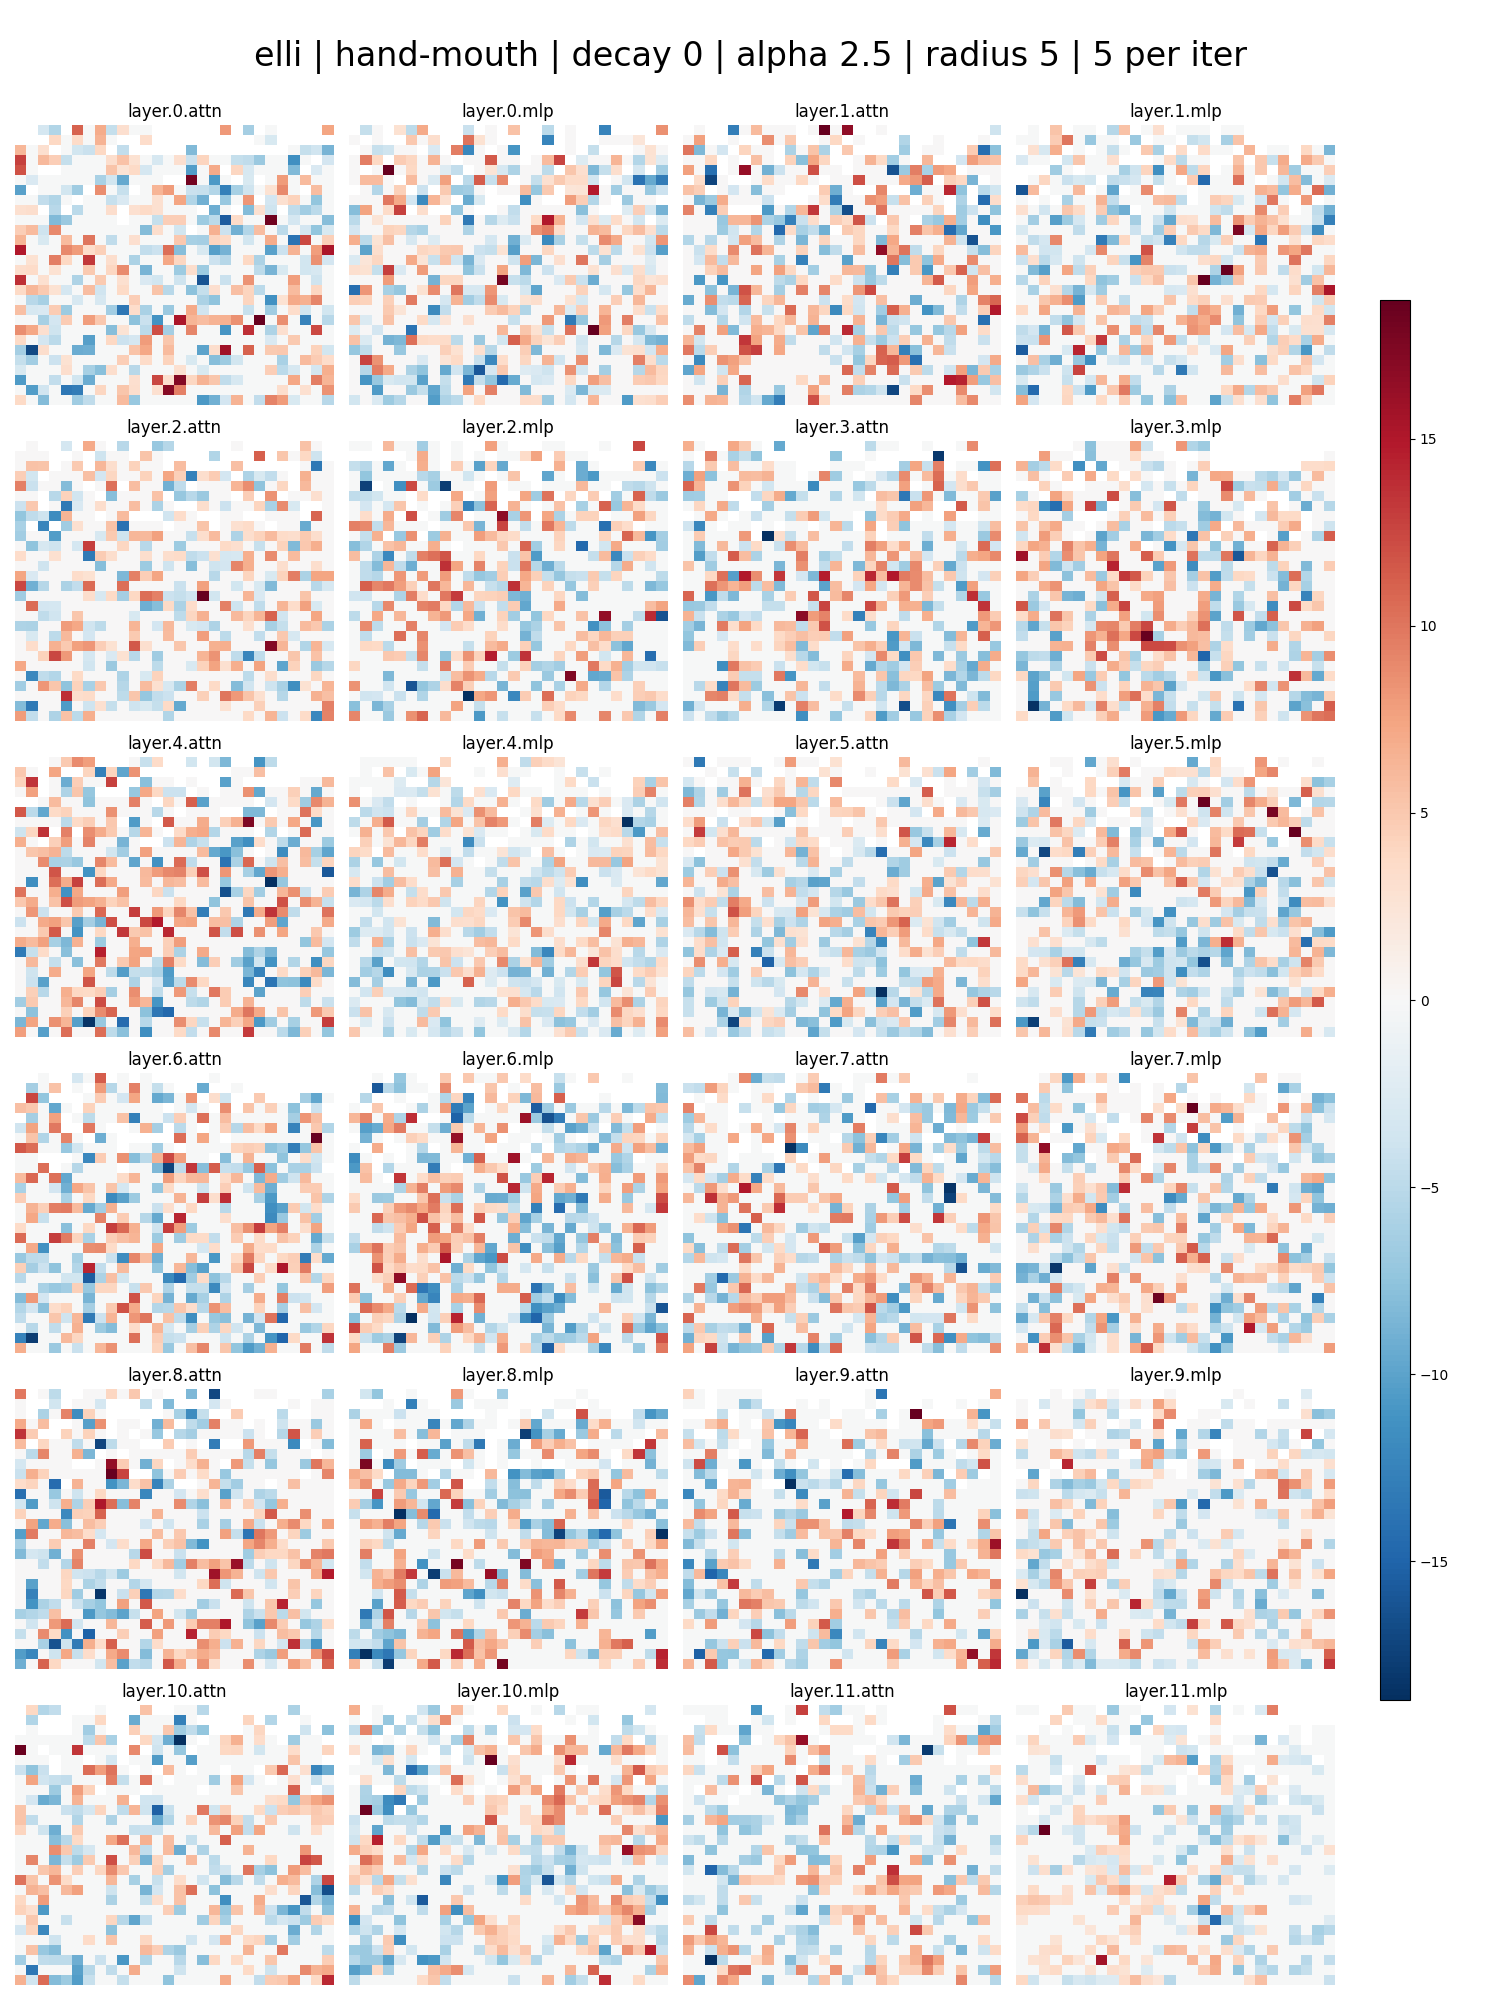 elli | hand-mouth | decay 0 | alpha 2.5 | radius 5 | 5 per iter
layer.0.attn layer.0.mlp layer.1.attn layer.1.mlp
layer.2.attn layer.2.mlp layer.3.attn layer.3.mlp
layer.4.attn layer.4.mlp layer.5.attn layer.5.mlp
layer.6.attn layer.6.mlp layer.7.attn layer.7.mlp
layer.8.attn layer.8.mlp layer.9.attn layer.9.mlp
layer.10.attn layer.10.mlp layer.11.attn layer.11.mlp
15
10
5
0
−5
−10
−15